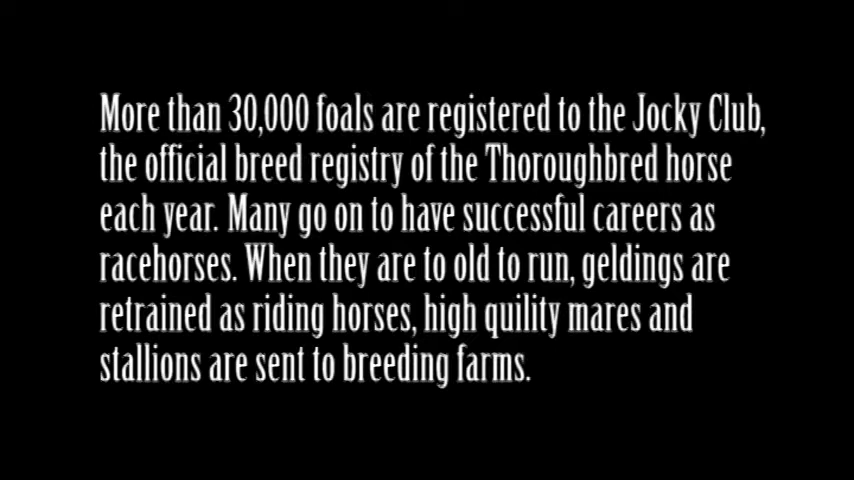 More than 30,000 foals are registered to the Jocky Club,
the official breed registry of the Thoroughbred horse
each year. Many go on to have successful careers as
racehorses. When they are to old to run, geldings are
retrained as riding horses, high quility mares and
stallions are sent to breeding farms.